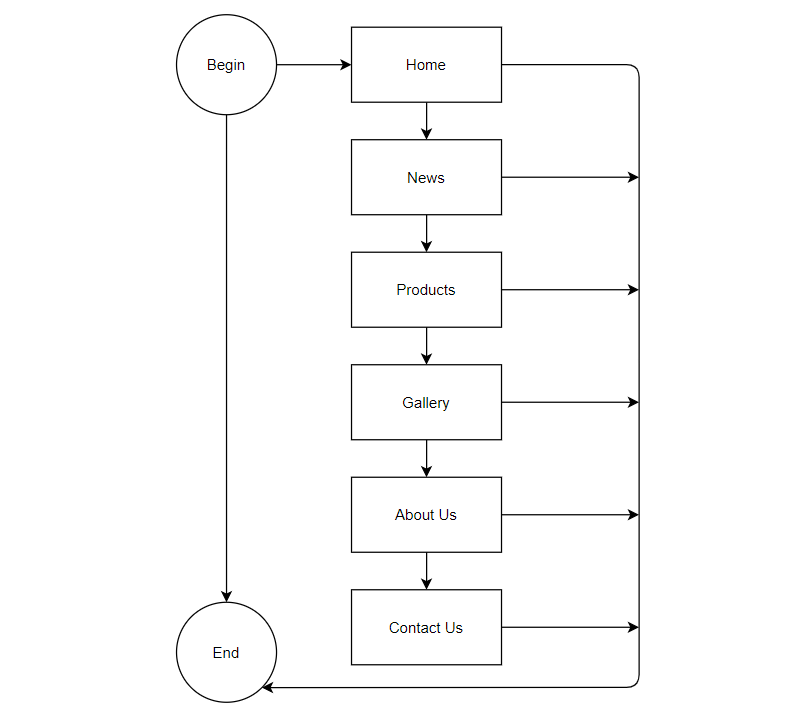 Begin
Home
News
Products
Gallery
About Us
Contact Us
End